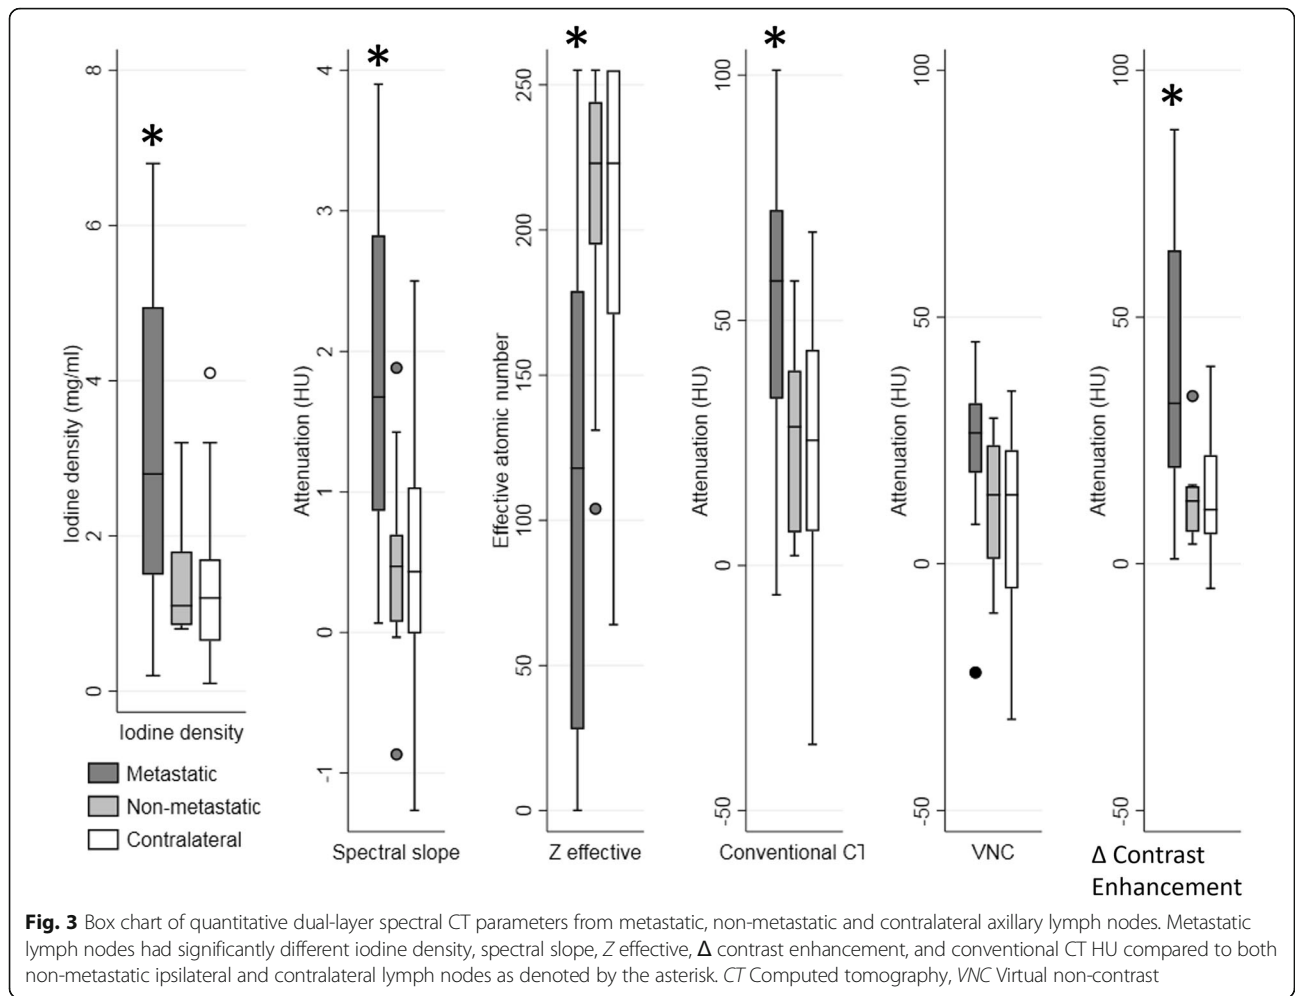 *
8
6
4
2
0
Iodine density (mg/ml)
Iodine density
Metastatic
Non-metastatic
Contralateral
*
4
3
2
1
0
-1
Attenuation (HU)
Spectral slope
*
250
200
150
100
50
0
Effective atomic number
Z effective
*
100
50
0
-50
Attenuation (HU)
Conventional CT
100
50
0
-50
Attenuation (HU)
VNC
*
100
50
0
-50
Attenuation (HU)
Δ Contrast
Enhancement
Fig. 3 Box chart of quantitative dual-layer spectral CT parameters from metastatic, non-metastatic and contralateral axillary lymph nodes. Metastatic
lymph nodes had significantly different iodine density, spectral slope, Z effective, Δ contrast enhancement, and conventional CT HU compared to both
non-metastatic ipsilateral and contralateral lymph nodes as denoted by the asterisk. CT Computed tomography, VNC Virtual non-contrast